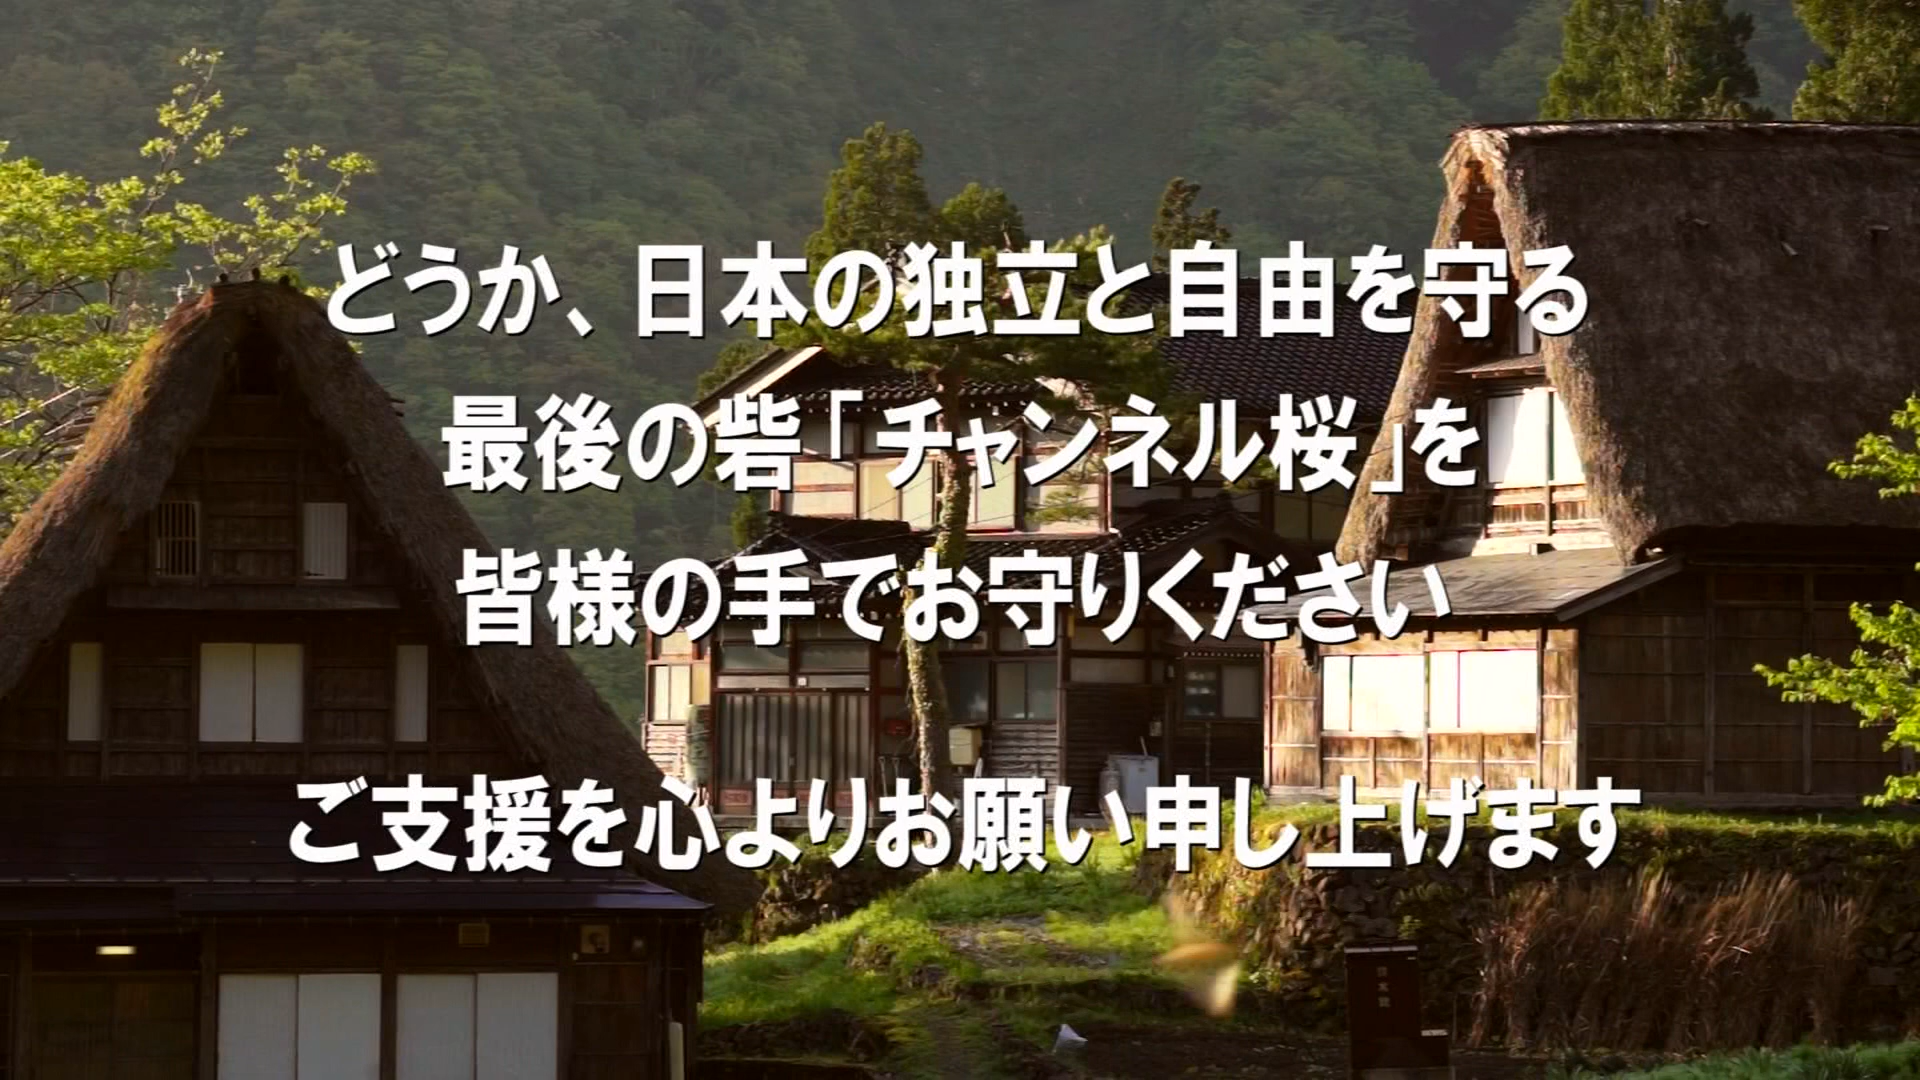 どうか、日本の独立と自由を守る
最後の砦「チャンネル桜」を
皆様の手でお守りください
ご支援を心よりお願い申し上げます